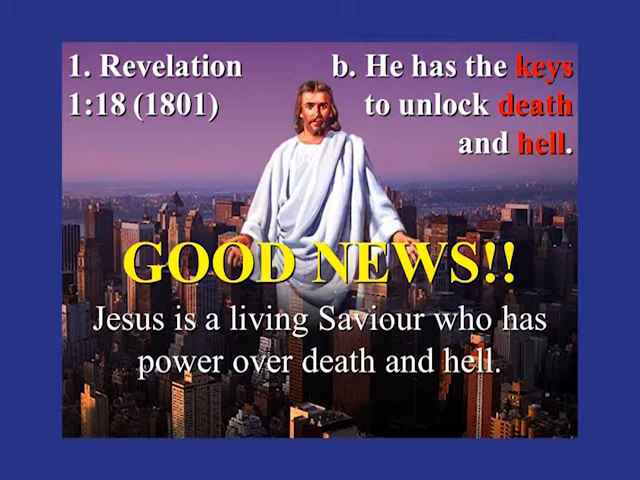 1. Revelation
1:18 (1801)
b. He has the keys
to unlock death
and hell.
GOOD NEWS!!
Jesus is a living Saviour who has
power over death and hell.